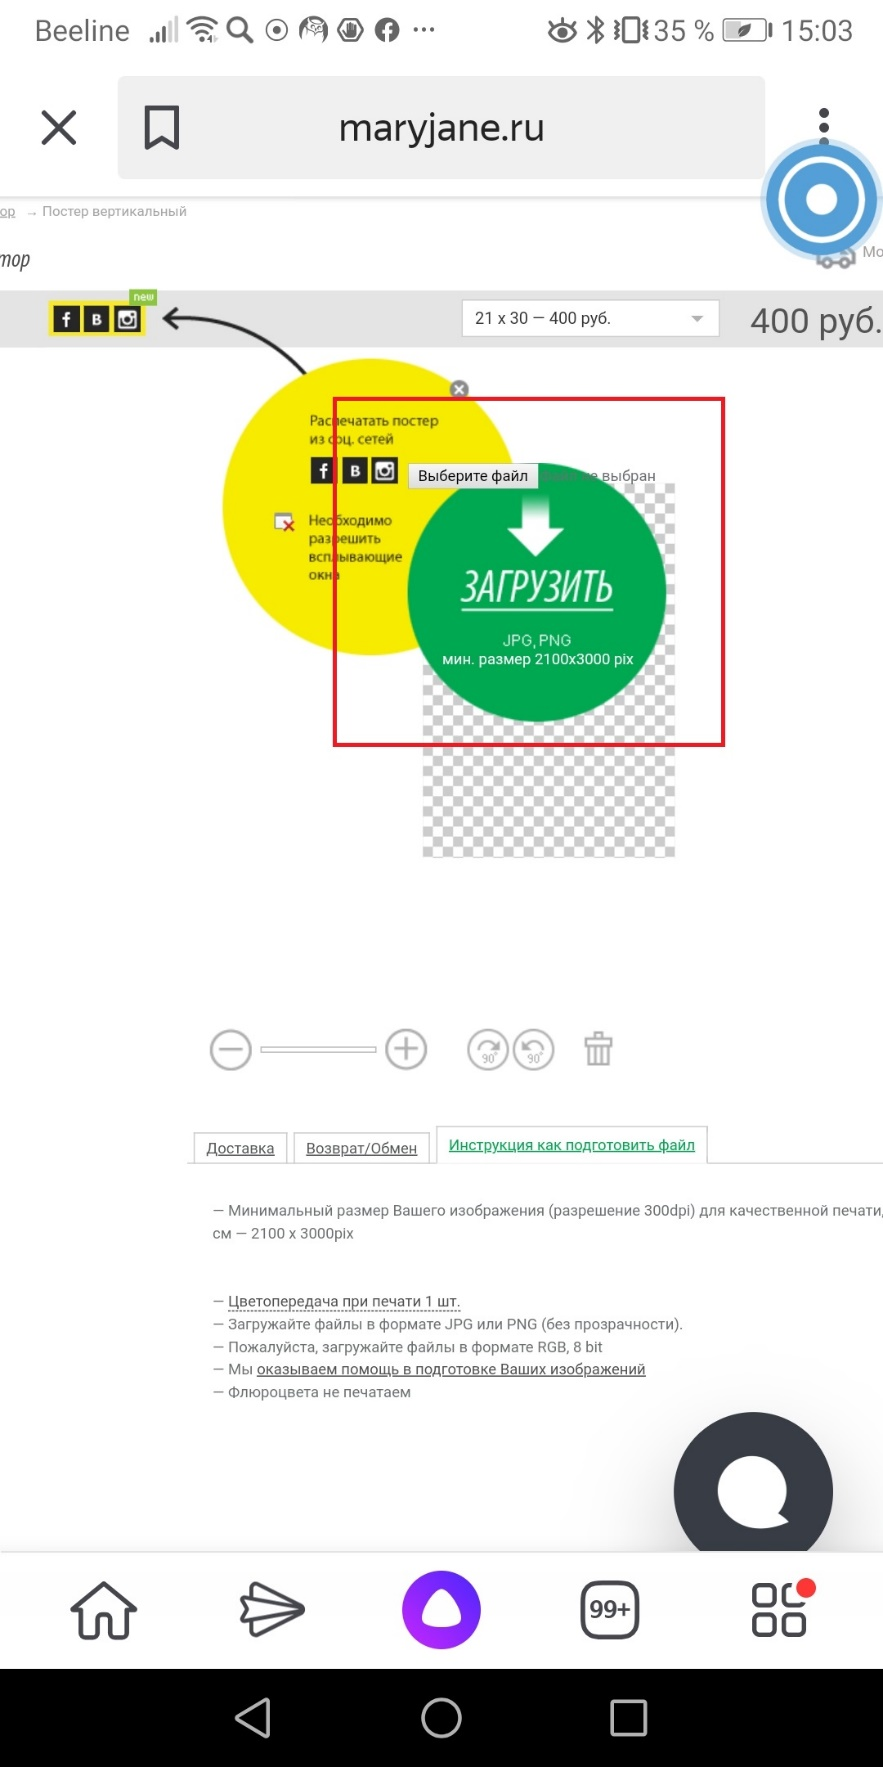 Beeline 35 % 15:03
maryjane.ru
ор → Постер вертикальный
тор
Мо
new
21 x 30 — 400 руб.
400 руб.
Распечатать постер
из соц. сетей
Выберите файл не выбран
Необходимо
разрешить
всплывающие
окна
ЗАГРУЗИТЬ
JPG, PNG
мин. размер 2100x3000 pix
90°
90°
Доставка
Возврат/Обмен
Инструкция как подготовить файл
— Минимальный размер Вашего изображения (разрешение 300dpi) для качественной печати,
см — 2100 x 3000pix
— Цветопередача при печати 1 шт.
— Загружайте файлы в формате JPG или PNG (без прозрачности).
— Пожалуйста, загружайте файлы в формате RGB, 8 bit
— Мы оказываем помощь в подготовке Ваших изображений
— Флюроцвета не печатаем
99+